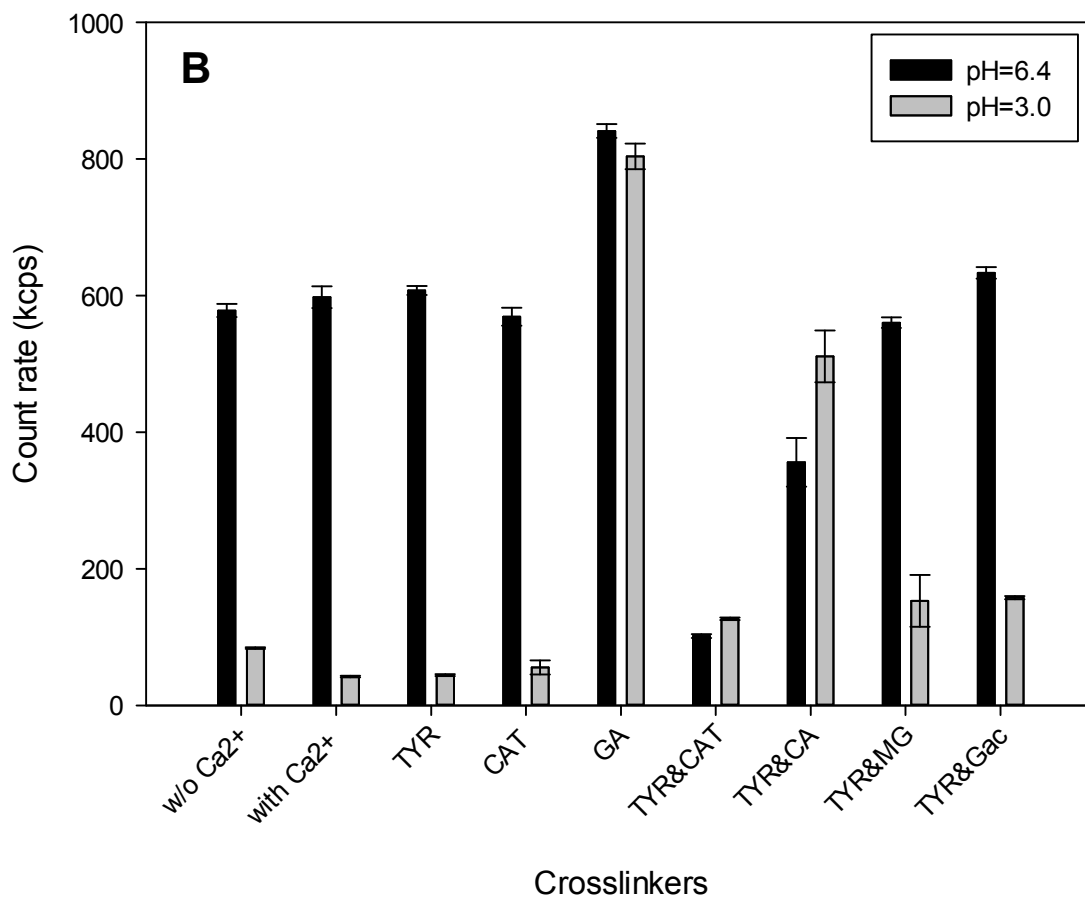 B
pH=6.4
pH=3.0
1000
800
600
400
200
0
Count rate (kcps)
w/o Ca2+
with Ca2+
TYR
CAT
GA
TYR&CAT
TYR&CA
TYR&MG
TYR&Gac
Crosslinkers